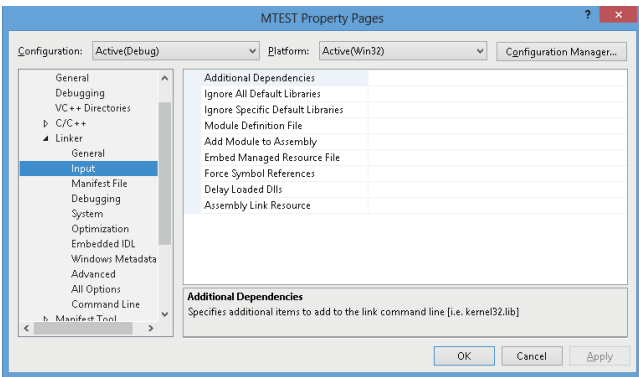 MTEST Property Pages
? ×
Configuration: Active(Debug) Platform: Active(Win32) Configuration Manager...
General
Debugging
VC++ Directories
C/C++
Linker
General
Input
Manifest File
Debugging
System
Optimization
Embedded IDL
Windows Metadata
Advanced
All Options
Command Line
Manifest Tool
Additional Dependencies
Ignore All Default Libraries
Ignore Specific Default Libraries
Module Definition File
Add Module to Assembly
Embed Managed Resource File
Force Symbol References
Delay Loaded Dlls
Assembly Link Resource
Additional Dependencies
Specifies additional items to add to the link command line [i.e. kernel32.lib]
OK Cancel Apply